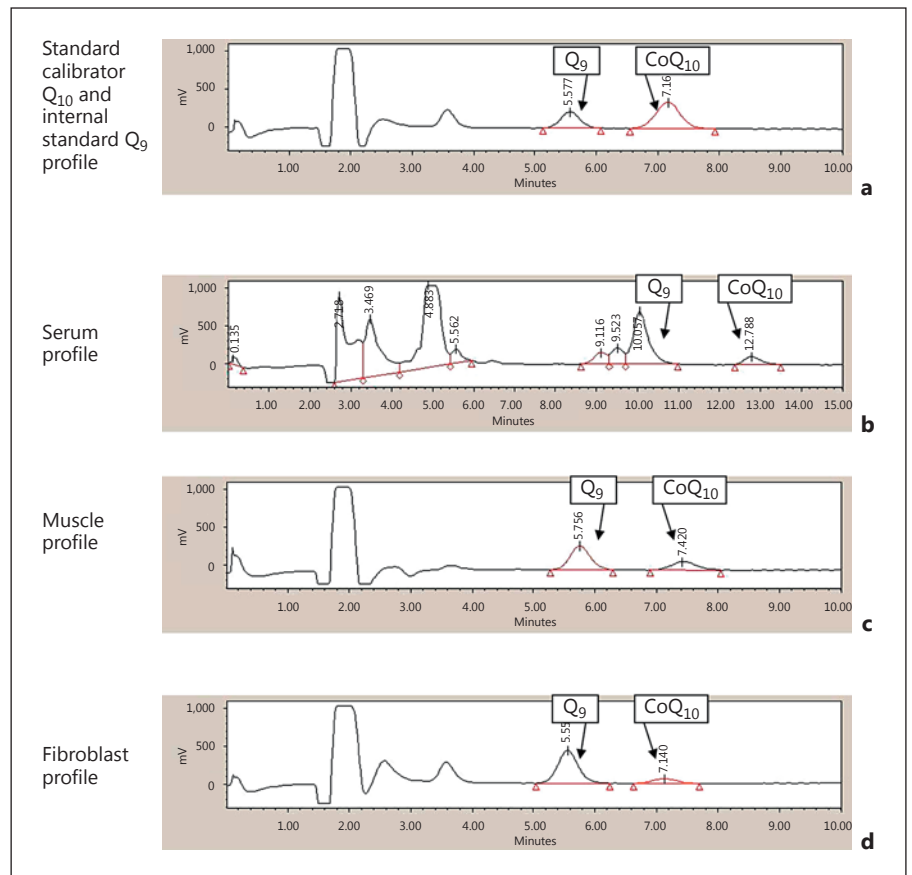 Standard
calibrator
Q10 and
internal
standard Q9
profile
1,000
500
0
mV
Q9
CoQ10
5.577
7.16
1.00 2.00 3.00 4.00 5.00 6.00 7.00 8.00 9.00 10.00
Minutes
a
Serum
profile
1,000
500
0
mV
Q9
CoQ10
0.135
2.718
3.469
4.883
5.562
9.116
9.523
10.057
12.788
1.00 2.00 3.00 4.00 5.00 6.00 7.00 8.00 9.00 10.00 11.00 12.00 13.00 14.00 15.00
Minutes
b
Muscle
profile
1,000
500
0
mV
Q9
CoQ10
5.756
7.420
1.00 2.00 3.00 4.00 5.00 6.00 7.00 8.00 9.00 10.00
Minutes
c
Fibroblast
profile
1,000
500
0
mV
Q9
CoQ10
5.55
7.140
1.00 2.00 3.00 4.00 5.00 6.00 7.00 8.00 9.00 10.00
Minutes
d